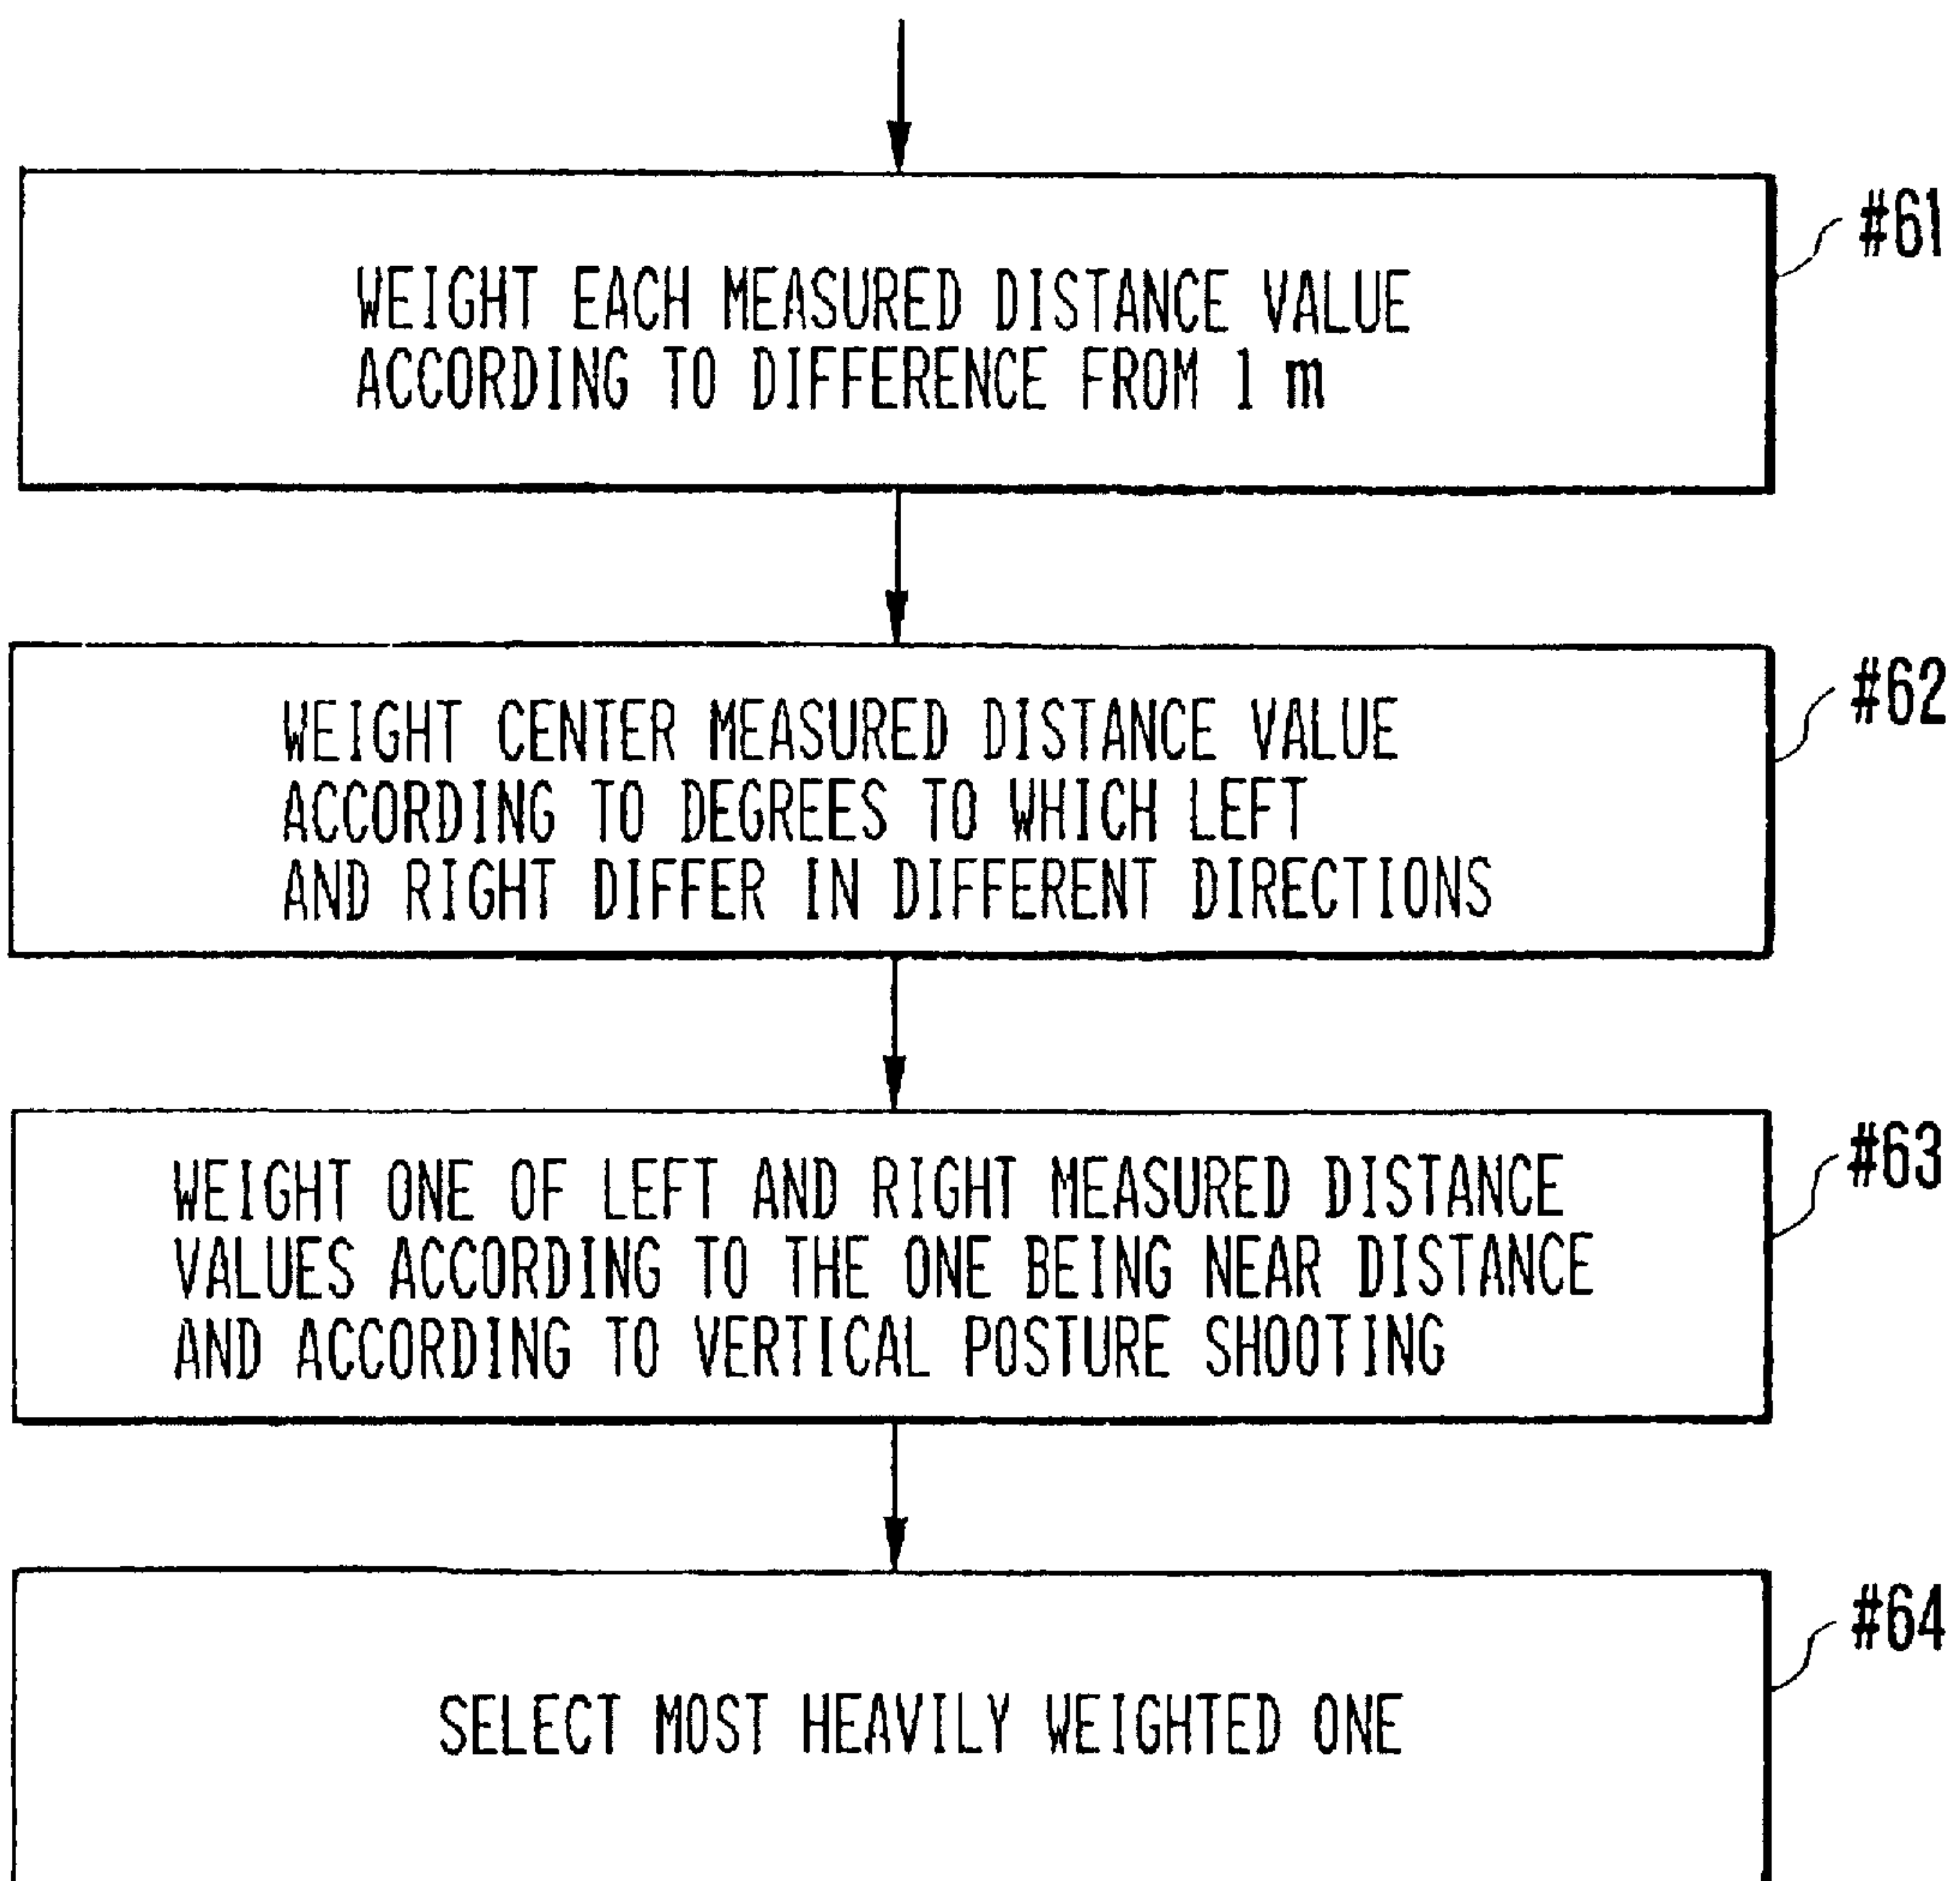 #61
WEIGHT EACH MEASURED DISTANCE VALUE
ACCORDING TO DIFFERENCE FROM 1 m
#62
WEIGHT CENTER MEASURED DISTANCE VALUE
ACCORDING TO DEGREES TO WHICH LEFT
AND RIGHT DIFFER IN DIFFERENT DIRECTIONS
#63
WEIGHT ONE OF LEFT AND RIGHT MEASURED DISTANCE
VALUES ACCORDING TO THE ONE BEING NEAR DISTANCE
AND ACCORDING TO VERTICAL POSTURE SHOOTING
#64
SELECT MOST HEAVILY WEIGHTED ONE